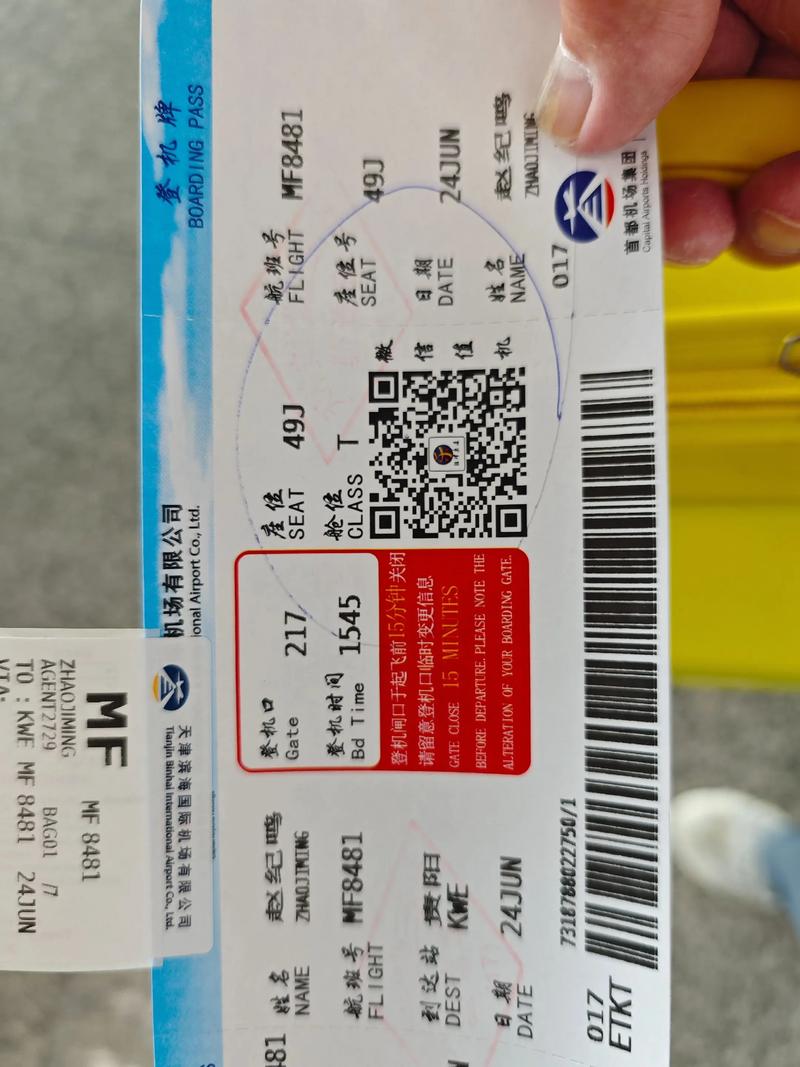 登机牌
BOARDING PASS
机场有限公司
ional Airport Co., Ltd.
姓名 赵纪鸣
NAME ZHAOJIMING
航班号
FLIGHT MF8481
到达站 贵阳
DEST KWE
日期
DATE 24JUN
登机口
Gate 217
登机时间
Bd Time 1545
登机闸口于起飞前15分钟关闭
请留意登机口临时变更信息
GATE CLOSE 15 MINUTES
BEFORE DEPARTURE.PLEASE NOTE THE
ALTERATION OF YOUR BOARDING GATE.
座位
SEAT 49J
舱位
CLASS T
微信值机
航班号
FLIGHT MF8481
座位号
SEAT 49J
日期
DATE 24JUN
姓名 赵纪鸣
NAME ZHAOJIMING
017
首都机场集团
Capital Airports Holdings
7318788022750/1
017
ETKT
481
天津滨海国际机场有限公司
Tianjin Binhai International Airport Co., Ltd.
MF MF 8481
ZHAOJIMING
AGENT2729 BAG01 /7
TO : KWE MF 8481 24JUN
VIA: